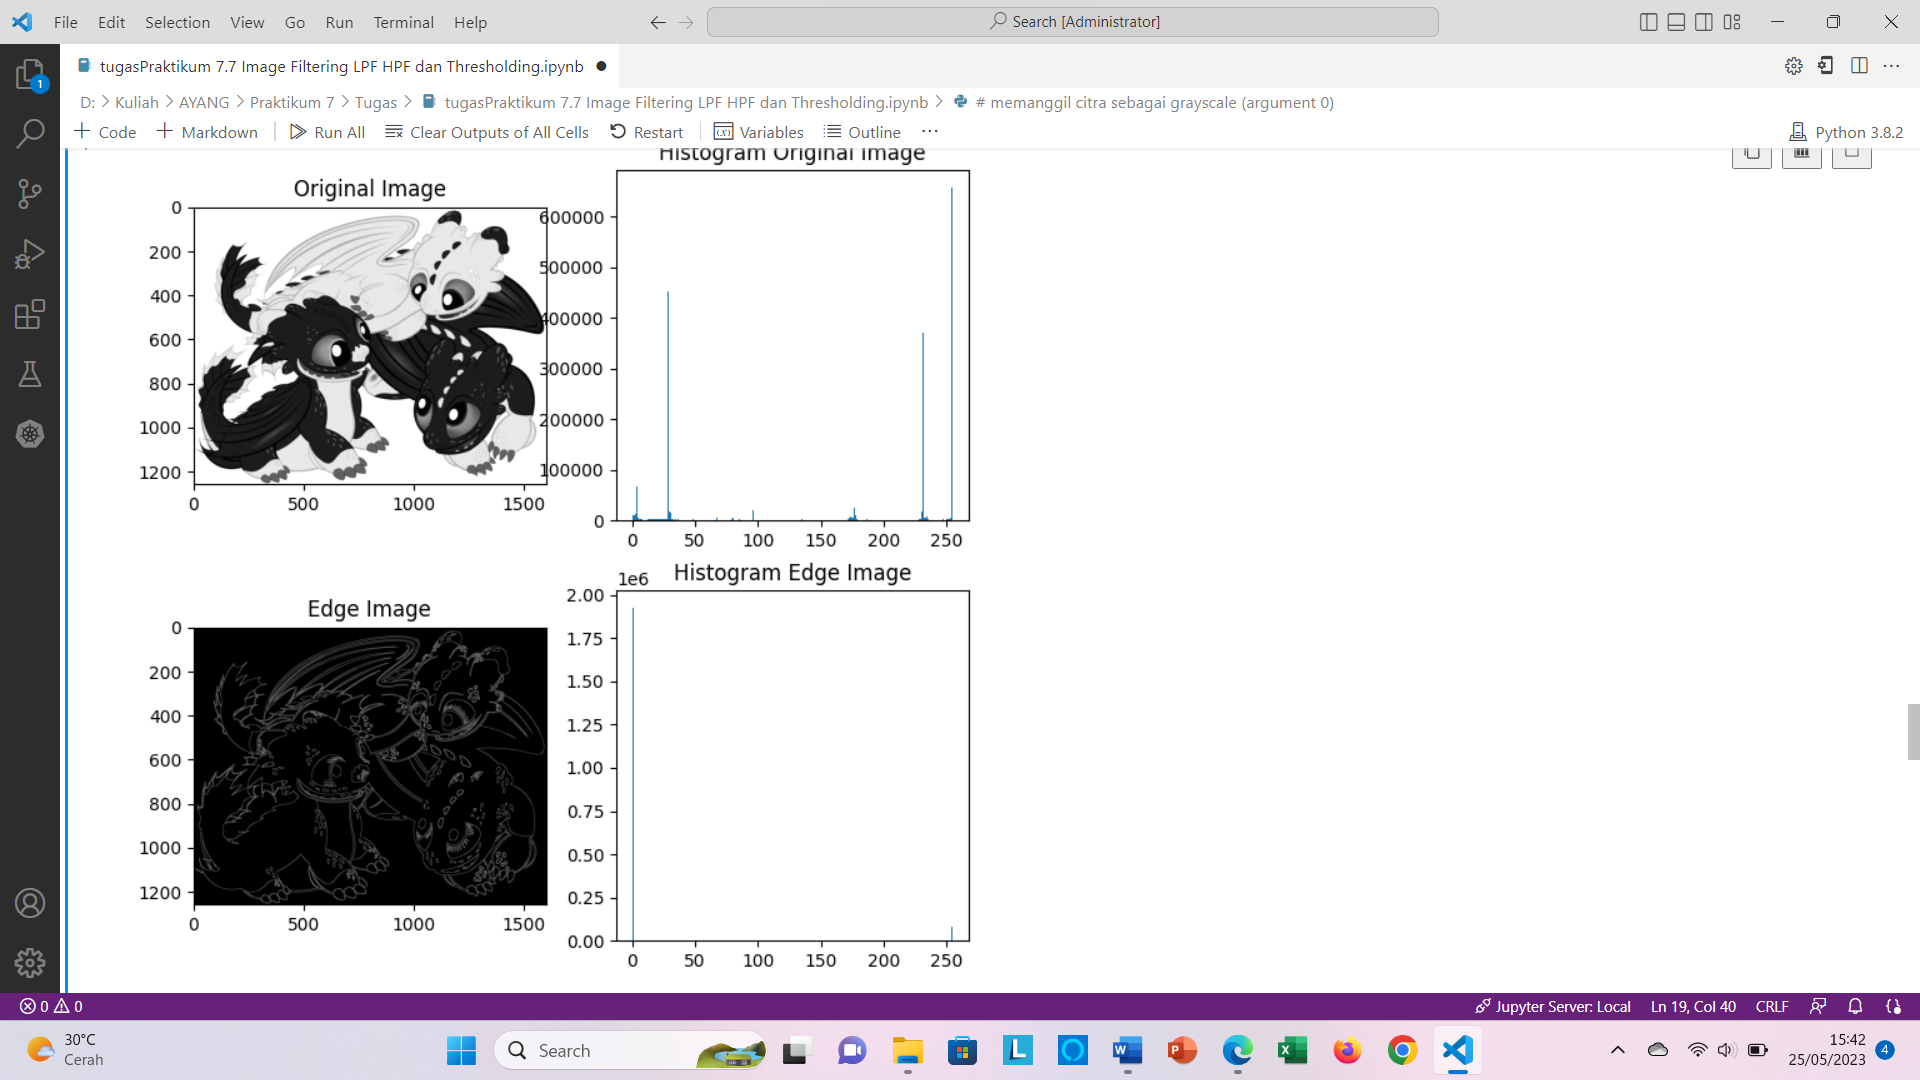 File Edit Selection View Go Run Terminal Help
Search [Administrator]
1
tugasPraktikum 7.7 Image Filtering LPF HPF dan Thresholding.ipynb
D: > Kuliah > AYANG > Praktikum 7 > Tugas > tugasPraktikum 7.7 Image Filtering LPF HPF dan Thresholding.ipynb > # memanggil citra sebagai grayscale (argument 0)
+ Code + Markdown Run All Clear Outputs of All Cells Restart Variables Outline ... Python 3.8.2
Original Image
0
200
400
600
800
1000
1200
0 500 1000 1500
Histogram Original Image
600000
500000
400000
300000
200000
100000
0
0 50 100 150 200 250
Edge Image
0
200
400
600
800
1000
1200
0 500 1000 1500
Histogram Edge Image
1e6
2.00
1.75
1.50
1.25
1.00
0.75
0.50
0.25
0.00
0 50 100 150 200 250
0 0
Jupyter Server: Local Ln 19, Col 40 CRLF
30°C
Cerah
Search
15:42
25/05/2023
4